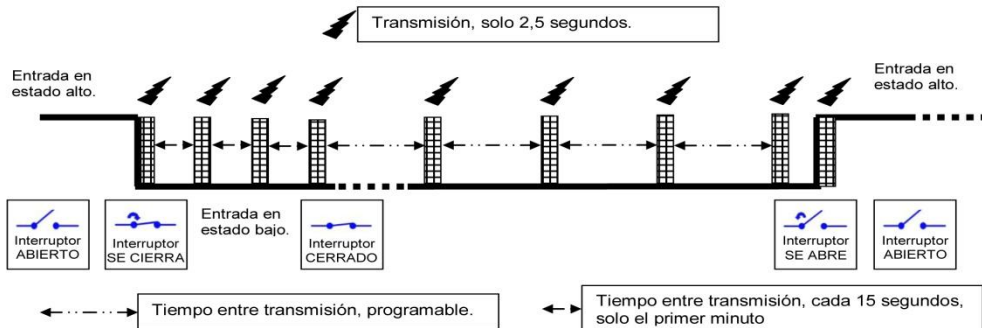 Transmisión, solo 2,5 segundos.
Entrada en
estado alto.
Entrada en
estado alto.
Interruptor
ABIERTO
Interruptor
SE CIERRA
Entrada en
estado bajo.
Interruptor
CERRADO
Interruptor
SE ABRE
Interruptor
ABIERTO
Tiempo entre transmisión, programable.
Tiempo entre transmisión, cada 15 segundos,
solo el primer minuto